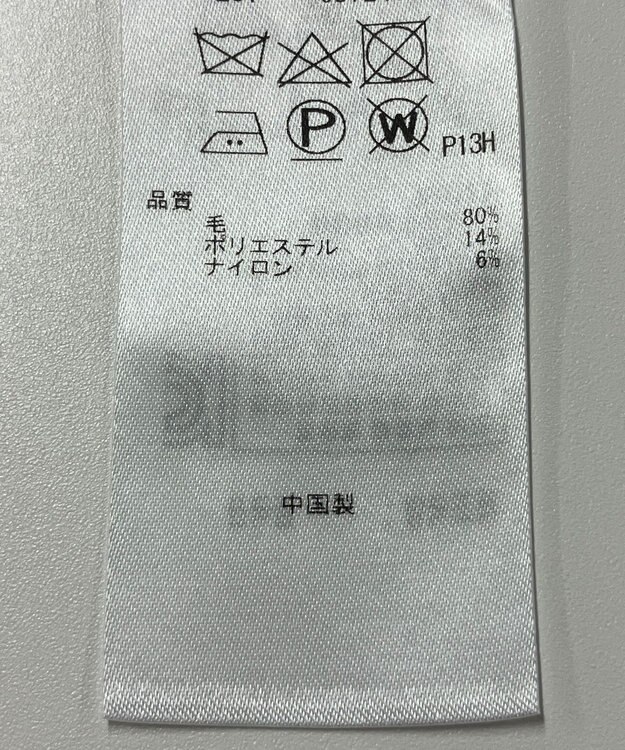 P
W
P13H
品質
毛 80%
ポリエステル 14%
ナイロン 6%
中国製